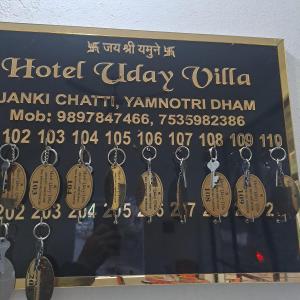 卐 जय श्री यमुने 卐
Hotel Uday Villa
JANKI CHATTI, YAMNOTRI DHAM
Mob; 9897847466, 7535982386
102 103 104 105 106 107 108 109 110
202 203 204 205 206 207 208 209